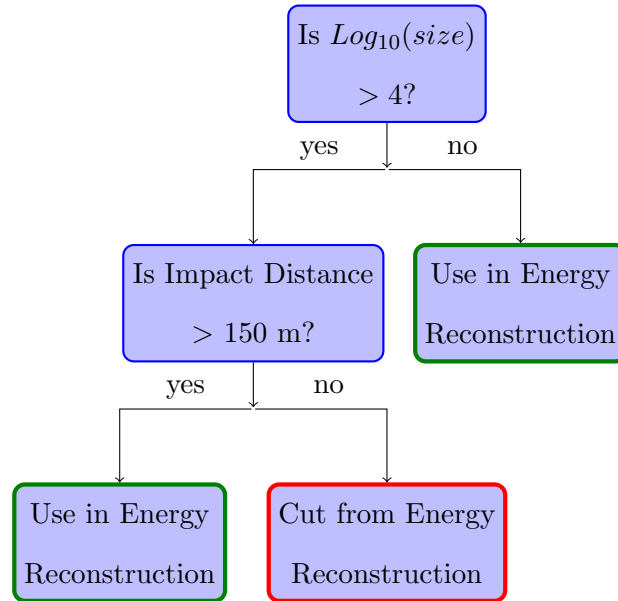 Is Log₁₀(size)
> 4?
yes
no
Is Impact Distance
> 150 m?
Use in Energy
Reconstruction
yes
no
Use in Energy
Reconstruction
Cut from Energy
Reconstruction